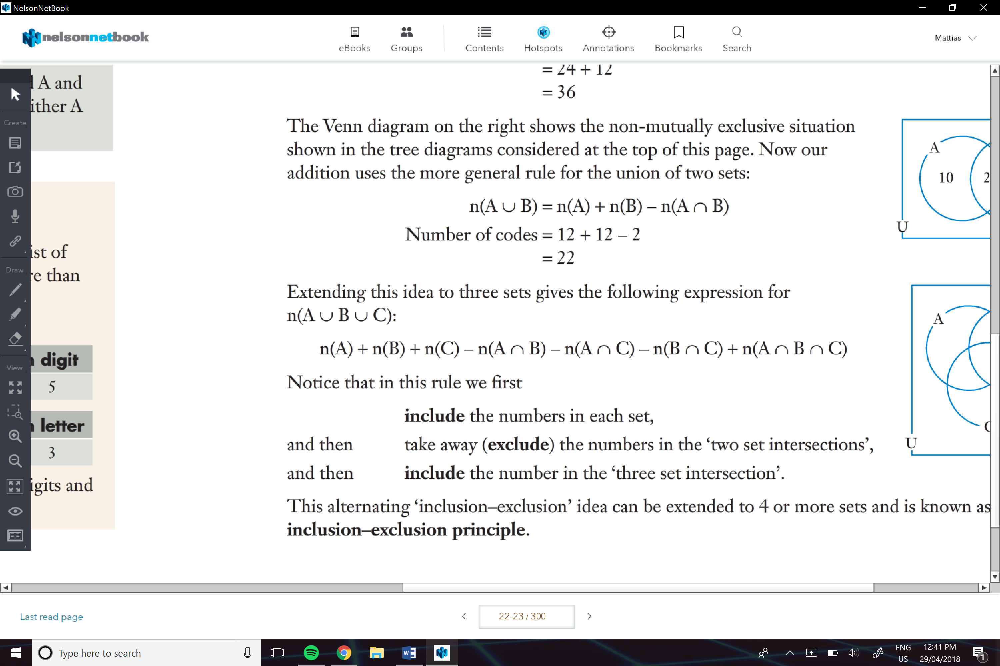 NelsonNetBook
nelsonnetbook
eBooks
Groups
Contents
Hotspots
Annotations
Bookmarks
Search
Mattias
A and
ither A
ist of
re than
digit
5
letter
3
igits and
Create
Draw
View
= 24 + 12
= 36
The Venn diagram on the right shows the non-mutually exclusive situation
shown in the tree diagrams considered at the top of this page. Now our
addition uses the more general rule for the union of two sets:
n(A ∪ B) = n(A) + n(B) – n(A ∩ B)
Number of codes = 12 + 12 – 2
= 22
A
10
2
U
Extending this idea to three sets gives the following expression for
n(A ∪ B ∪ C):
n(A) + n(B) + n(C) – n(A ∩ B) – n(A ∩ C) – n(B ∩ C) + n(A ∩ B ∩ C)
Notice that in this rule we first
include the numbers in each set,
and then take away (exclude) the numbers in the ‘two set intersections’,
and then include the number in the ‘three set intersection’.
A
U
This alternating ‘inclusion–exclusion’ idea can be extended to 4 or more sets and is known as
inclusion–exclusion principle.
Last read page
22-23 / 300
Type here to search
ENG
US
12:41 PM
29/04/2018
1